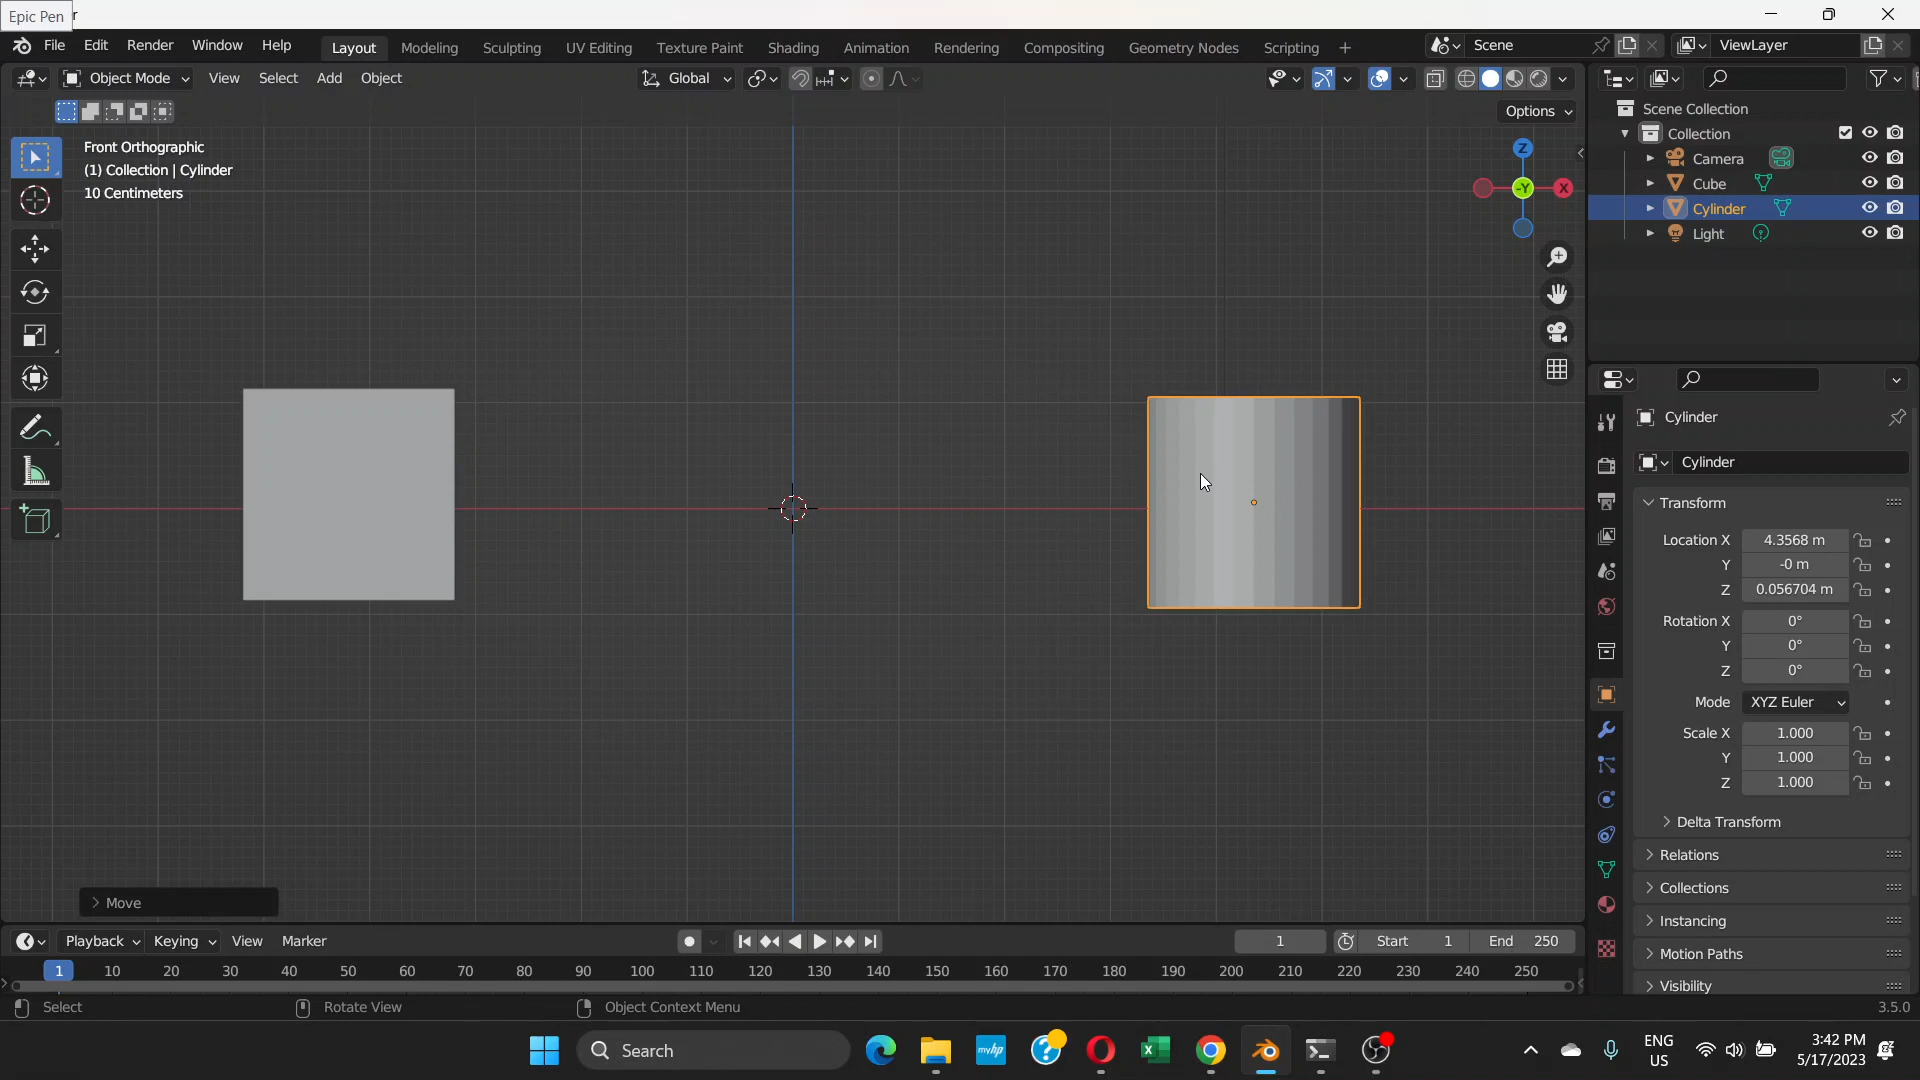 Epic Pen
r
File Edit Render Window Help
Layout Modeling Sculpting UV Editing Texture Paint Shading Animation Rendering Compositing Geometry Nodes Scripting +
Scene
ViewLayer
Object Mode View Select Add Object
Global
Options
Front Orthographic
(1) Collection | Cylinder
10 Centimeters
Z
-Y
X
Scene Collection
Collection
Camera
Cube
Cylinder
Light
Cylinder
Cylinder
Transform
Location X 4.3568 m
Y -0 m
Z 0.056704 m
Rotation X 0°
Y 0°
Z 0°
Mode XYZ Euler
Scale X 1.000
Y 1.000
Z 1.000
Delta Transform
Relations
Collections
Instancing
Motion Paths
Visibility
Move
Playback Keying View Marker
1
Start 1
End 250
1 10 20 30 40 50 60 70 80 90 100 110 120 130 140 150 160 170 180 190 200 210 220 230 240 250
Select Rotate View Object Context Menu
3.5.0
Search
myhp
ENG
US
3:42 PM
5/17/2023